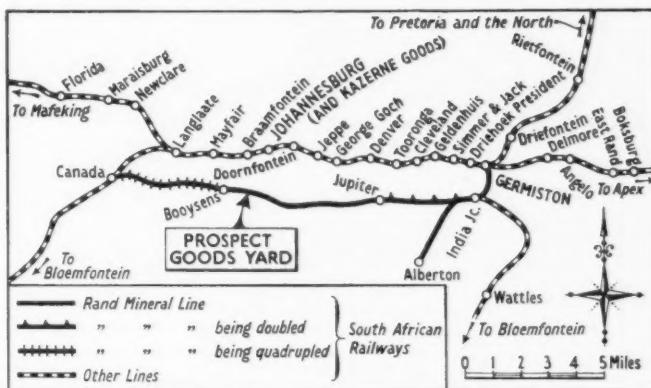 To Pretoria and the North
Rietfontein
Florida
Maraisburg
Newclare
To Mafeking
Langlaate
Mayfair
Braamfontein
JOHANNESBURG
(AND KAZERNE GOODS)
Doornfontein
Jeppe
George Goch
Denver
Tooronga
Cleveland
Geldenhuis
Simmer & Jack
Driehoek
President
Driefontein
Delmore
East Rand
Boksburg
Angelo
To Apex
GERMISTON
Canada
Booysens
Jupiter
India Jc.
PROSPECT
GOODS YARD
To
Bloemfontein
Alberton
Wattles
To Bloemfontein
Rand Mineral Line
" " " being doubled
" " " being quadrupled
Other Lines
South African
Railways
0 1 2 3 4 5 Miles